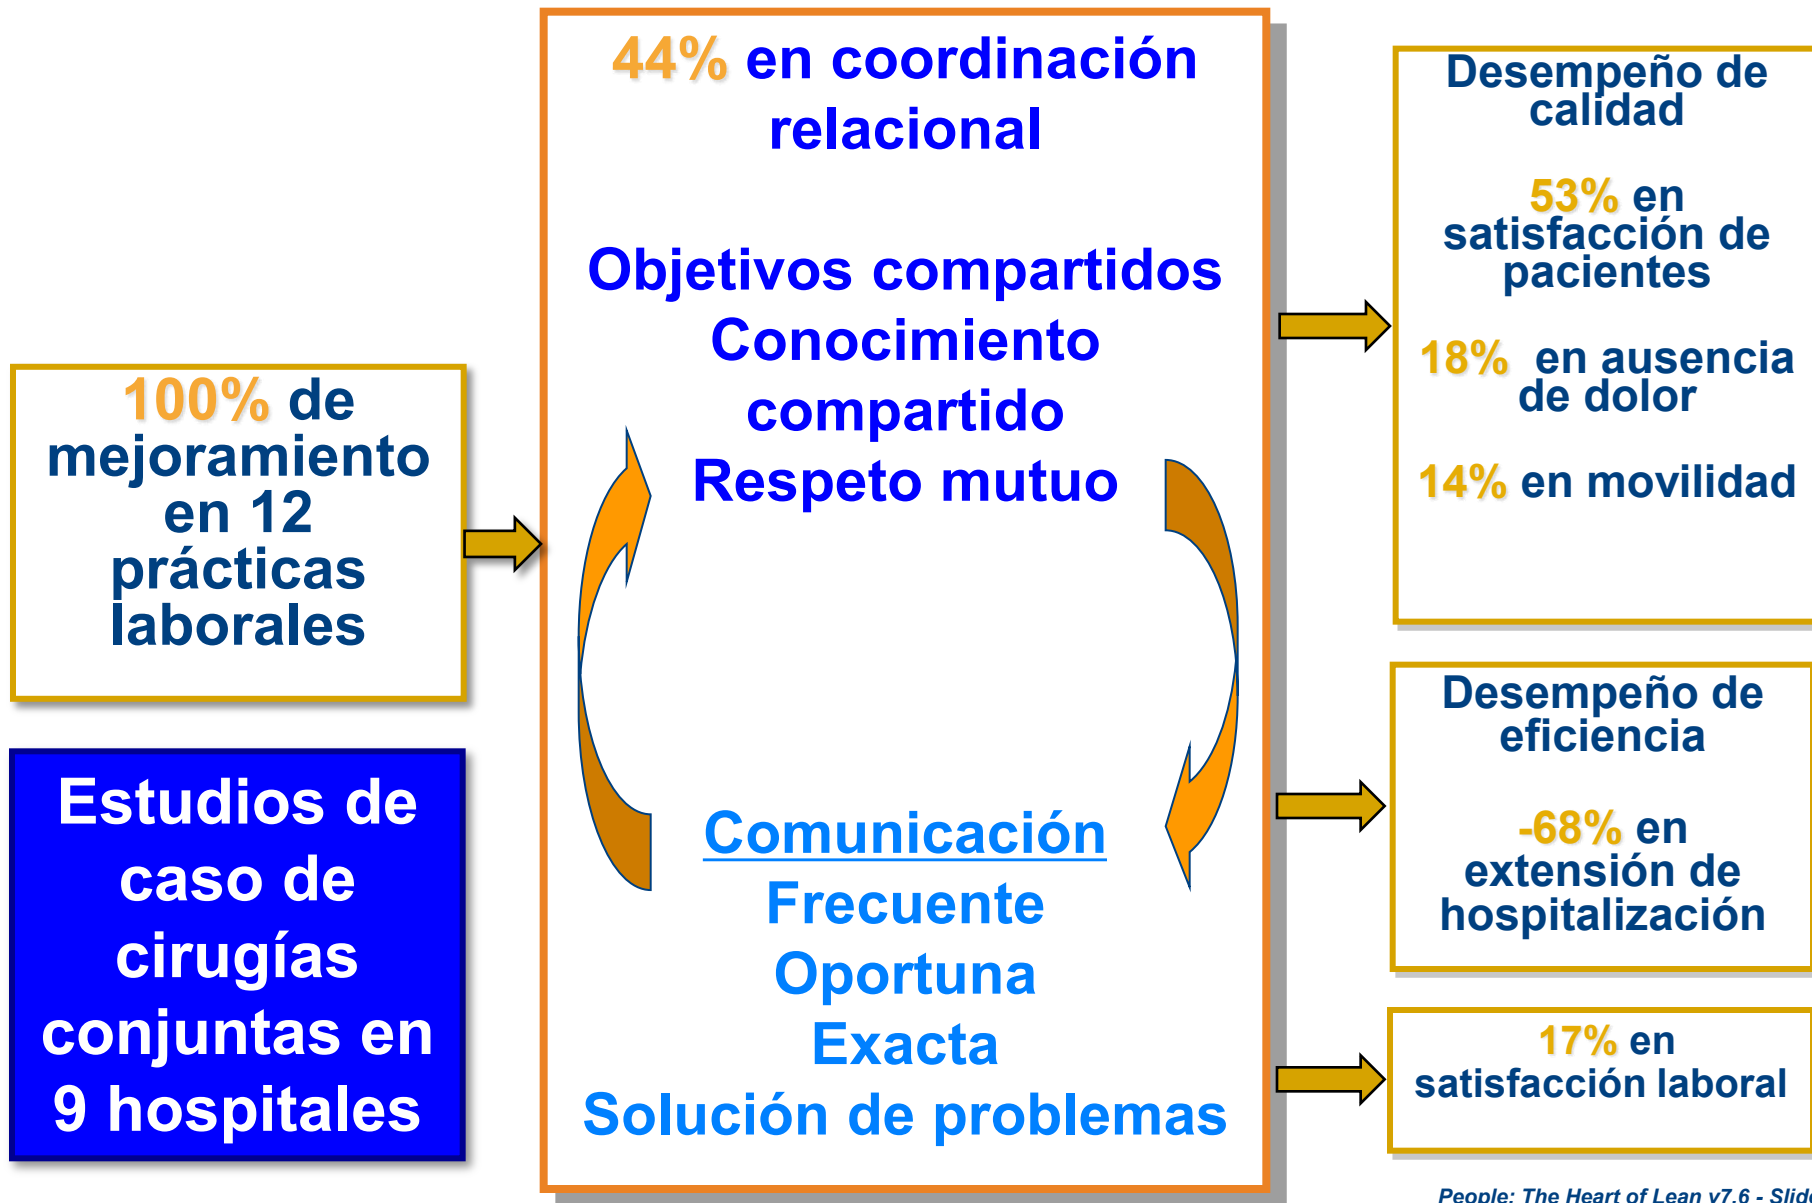 100% de
mejoramiento
en 12
prácticas
laborales
Estudios de
caso de
cirugías
conjuntas en
9 hospitales
44% en coordinación
relacional
Objetivos compartidos
Conocimiento
compartido
Respeto mutuo
Comunicación
Frecuente
Oportuna
Exacta
Solución de problemas
Desempeño de
calidad
53% en
satisfacción de
pacientes
18% en ausencia
de dolor
14% en movilidad
Desempeño de
eficiencia
-68% en
extensión de
hospitalización
17% en
satisfacción laboral
People: The Heart of Lean v7.6 - Slide